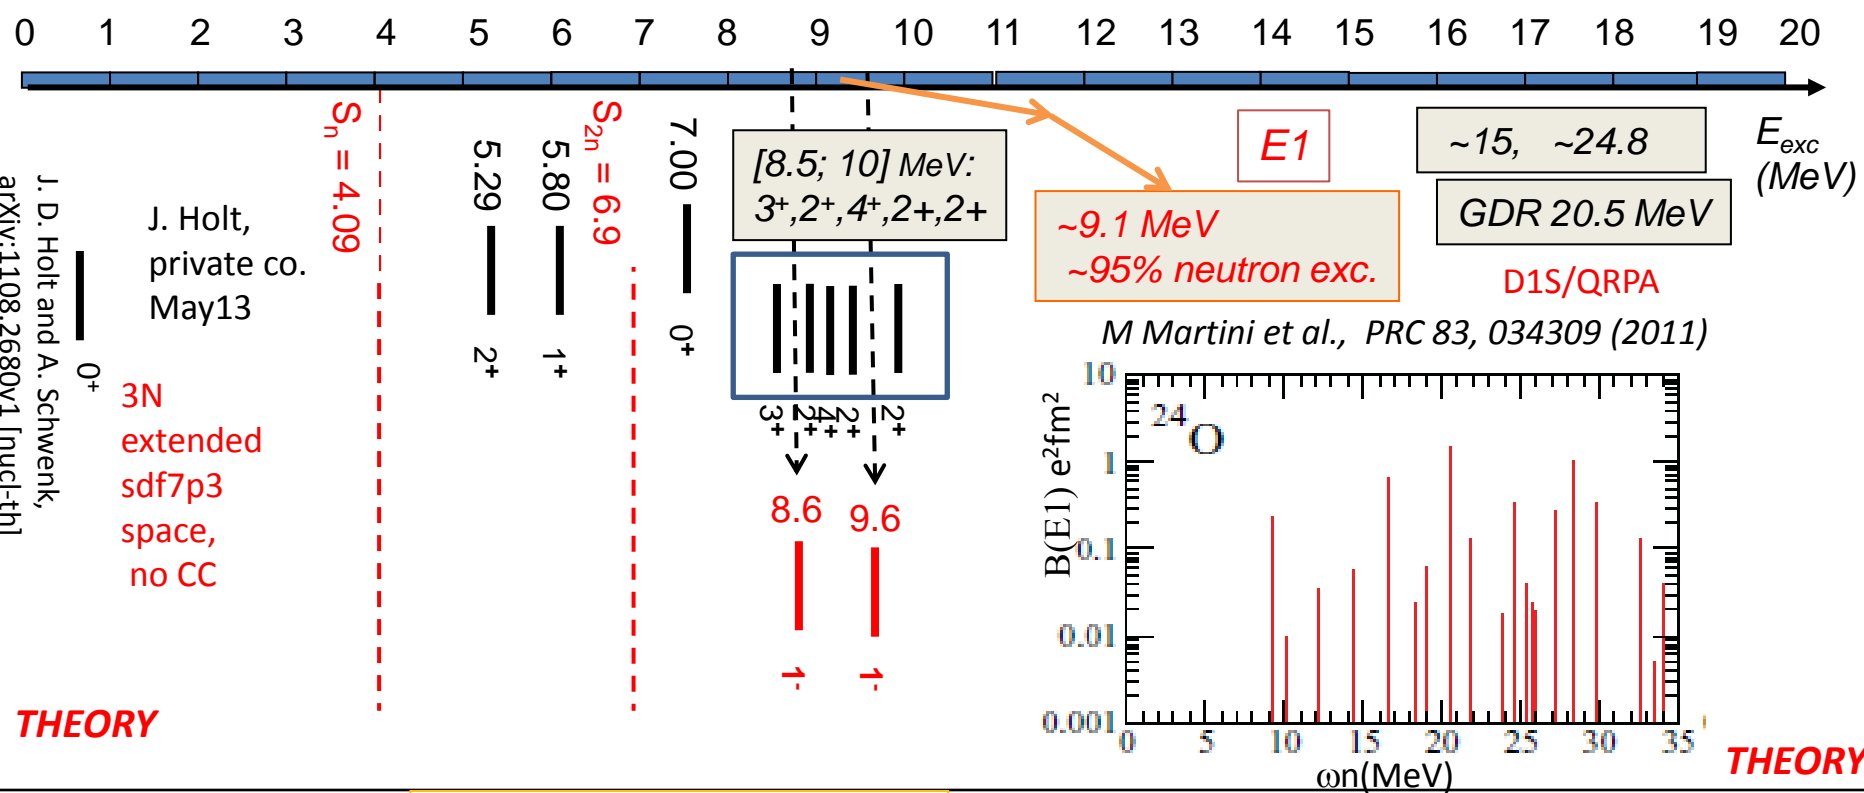 0 1 2 3 4 5 6 7 8 9 10 11 12 13 14 15 16 17 18 19 20
E_exc
(MeV)
J. D. Holt and A. Schwenk,
arXiv:1108.2680v1 [nucl-th]
0⁺
J. Holt,
private co.
May13
3N
extended
sdf7p3
space,
no CC
THEORY
Sₙ = 4.09
5.29
2⁺
5.80
1⁺
S₂ₙ = 6.9
7.00
0⁺
[8.5; 10] MeV:
3⁺,2⁺,4⁺,2+,2+
3⁺
2⁺
4⁺
2⁺
2⁺
8.6
9.6
1⁻
1⁻
~9.1 MeV
~95% neutron exc.
E1
~15, ~24.8
GDR 20.5 MeV
D1S/QRPA
M Martini et al., PRC 83, 034309 (2011)
²⁴O
B(E1) e²fm²
10
1
0.1
0.01
0.001
0 5 10 15 20 25 30 35
ωn(MeV)
THEORY